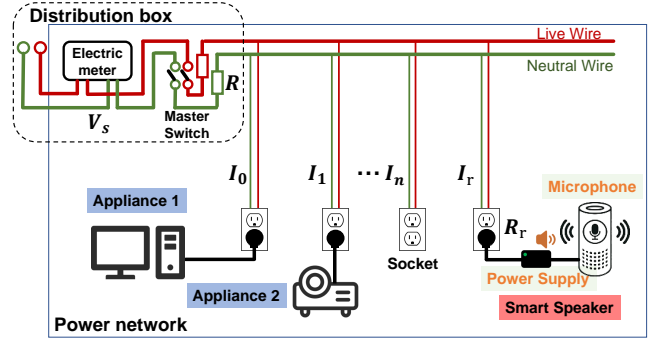 Distribution box
Electric
meter
V_s
Master
Switch
R
Live Wire
Neutral Wire
I_0
I_1
⋯ I_n
I_r
Appliance 1
Appliance 2
Socket
R_r
Microphone
Power Supply
Smart Speaker
Power network